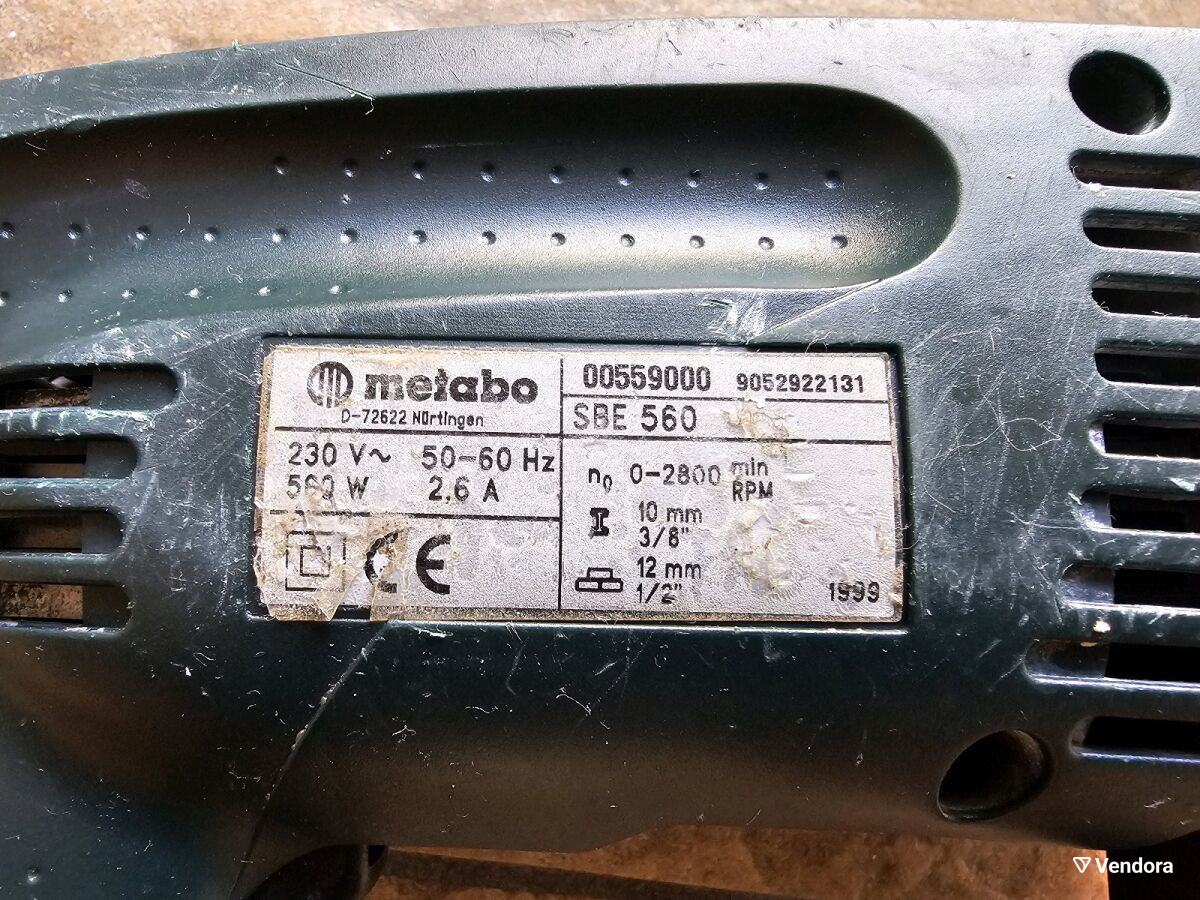 metabo
D-72622 Nürtingen
00559000 9052922131
SBE 560
230 V~ 50-60 Hz
560 W 2,6 A
n₀ 0-2800 min RPM
10 mm
3/8"
12 mm
1/2"
CE
1999
Vendora